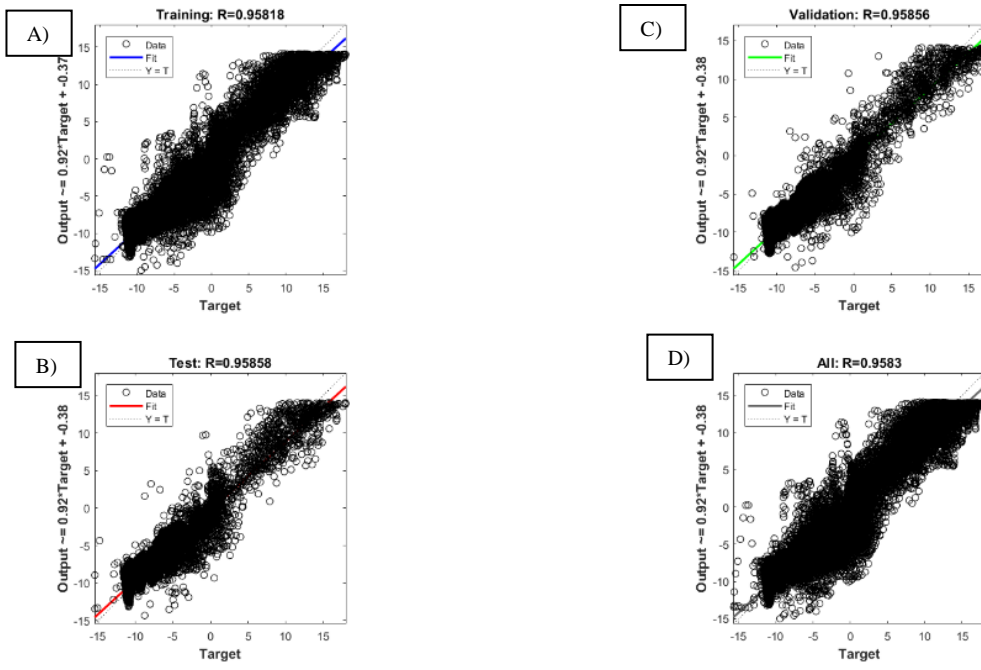 A)
Training: R=0.95818
Output ~= 0.92*Target + -0.37
15
10
5
0
-5
-10
-15
Data
Fit
Y = T
-15 -10 -5 0 5 10 15
Target
C)
Validation: R=0.95856
Output ~= 0.92*Target + -0.38
15
10
5
0
-5
-10
-15
Data
Fit
Y = T
-15 -10 -5 0 5 10 15
Target
B)
Test: R=0.95858
Output ~= 0.92*Target + -0.38
15
10
5
0
-5
-10
-15
Data
Fit
Y = T
-15 -10 -5 0 5 10 15
Target
D)
All: R=0.9583
Output ~= 0.92*Target + -0.38
15
10
5
0
-5
-10
-15
Data
Fit
Y = T
-15 -10 -5 0 5 10 15
Target